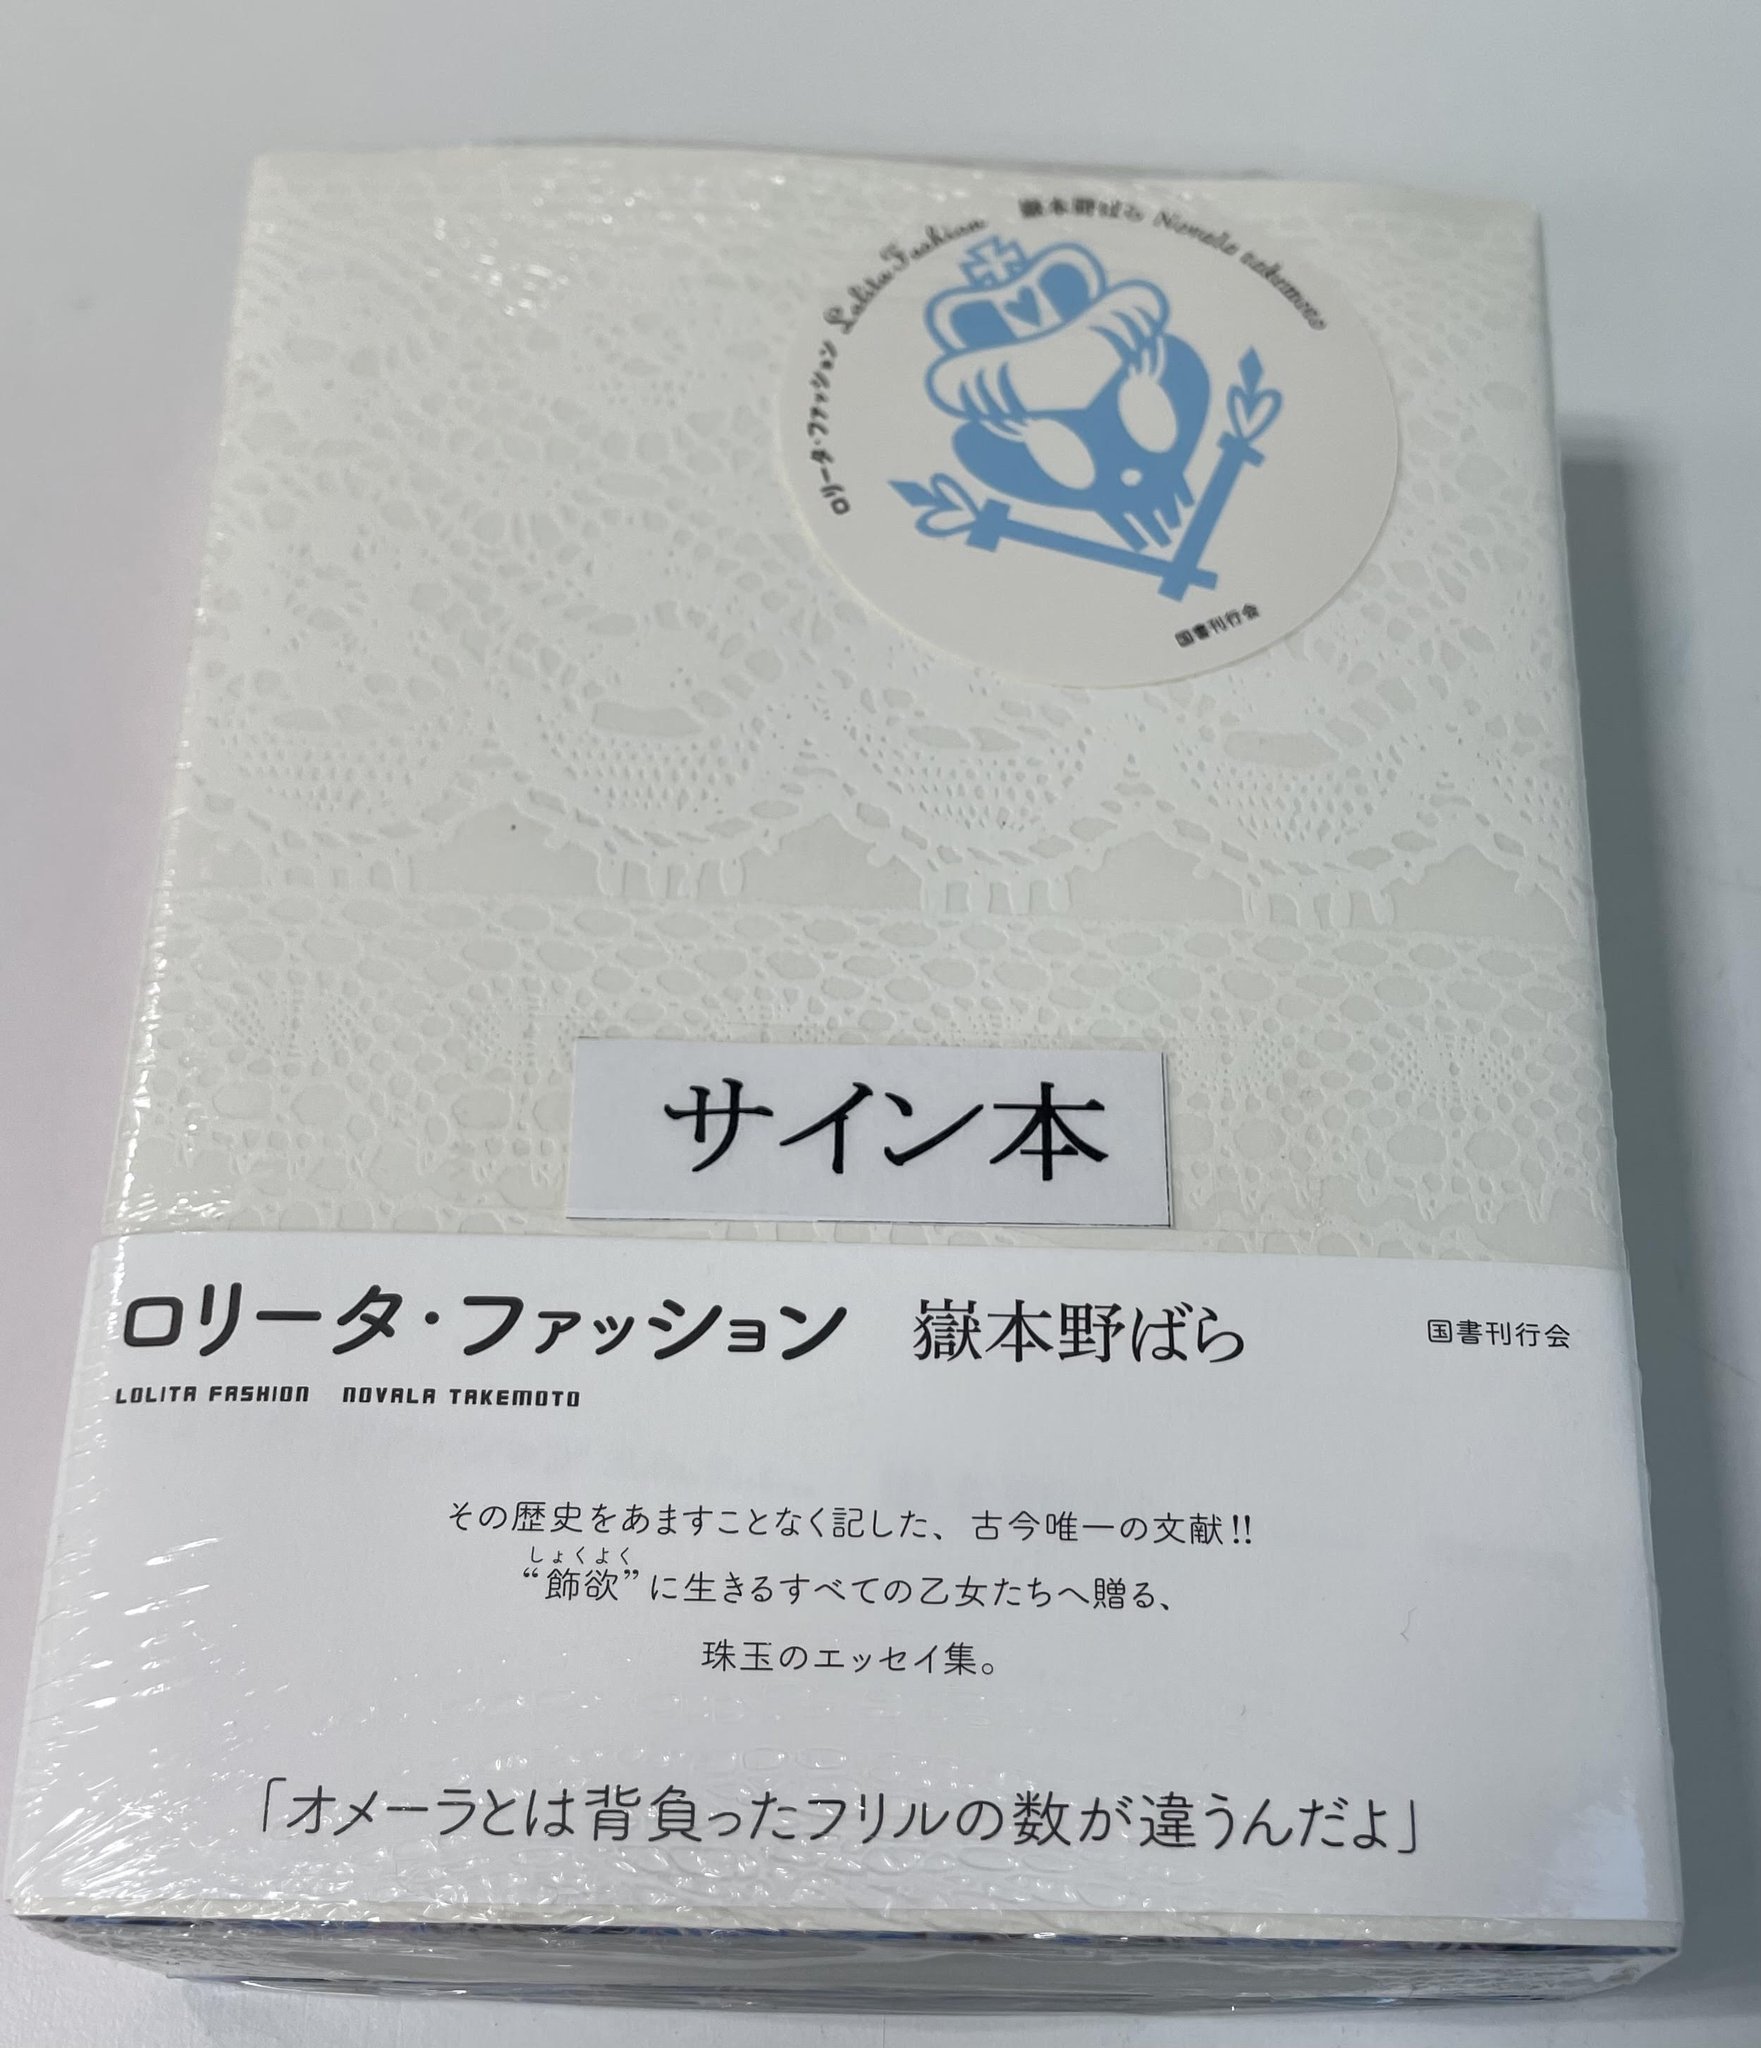 ロリータ・ファッション Lolita Fashion 嶽本野ばら Novala takemoto
国書刊行会
サイン本
ロリータ・ファッション 嶽本野ばら 国書刊行会
LOLITA FASHION NOVALA TAKEMOTO
その歴史をあますことなく記した、古今唯一の文献!!
しょくよく
“飾欲”に生きるすべての乙女たちへ贈る、
珠玉のエッセイ集。
「オメーラとは背負ったフリルの数が違うんだよ」